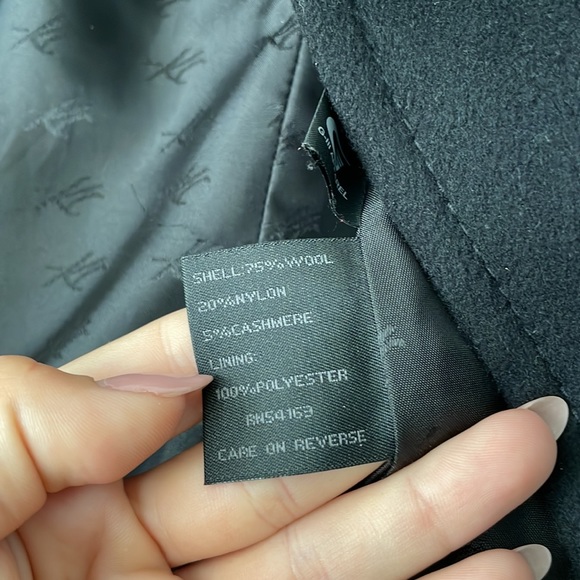 SHELL:75%WOOL
20%NYLON
5%CASHMERE
LINING:
100%POLYESTER
RN54163
CARE ON REVERSE